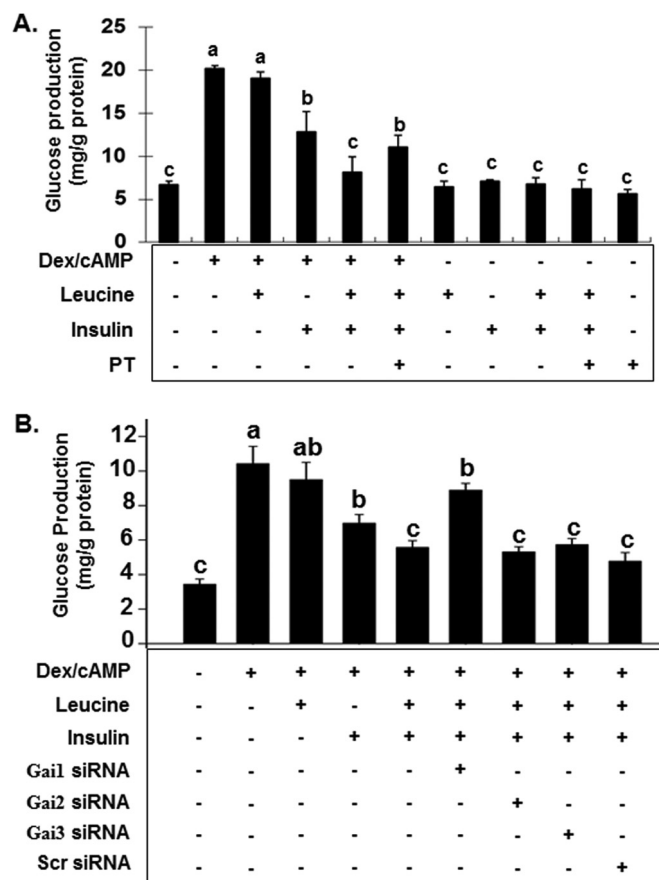 A.
Glucose production
(mg/g protein)
25
20
15
10
5
0
c a a b c b c c c c c
Dex/cAMP - + + + + + - - - - -
Leucine - - + - + + + - + + -
Insulin - - - + + + - + + + -
PT - - - - - + - - - + +
B.
Glucose Production
(mg/g protein)
12
10
8
6
4
2
0
c a ab b c b c c c
Dex/cAMP - + + + + + + + +
Leucine - - + - + + + + +
Insulin - - - + + + + + +
Gai1 siRNA - - - - - + - - -
Gai2 siRNA - - - - - - + - -
Gai3 siRNA - - - - - - - + -
Scr siRNA - - - - - - - - +